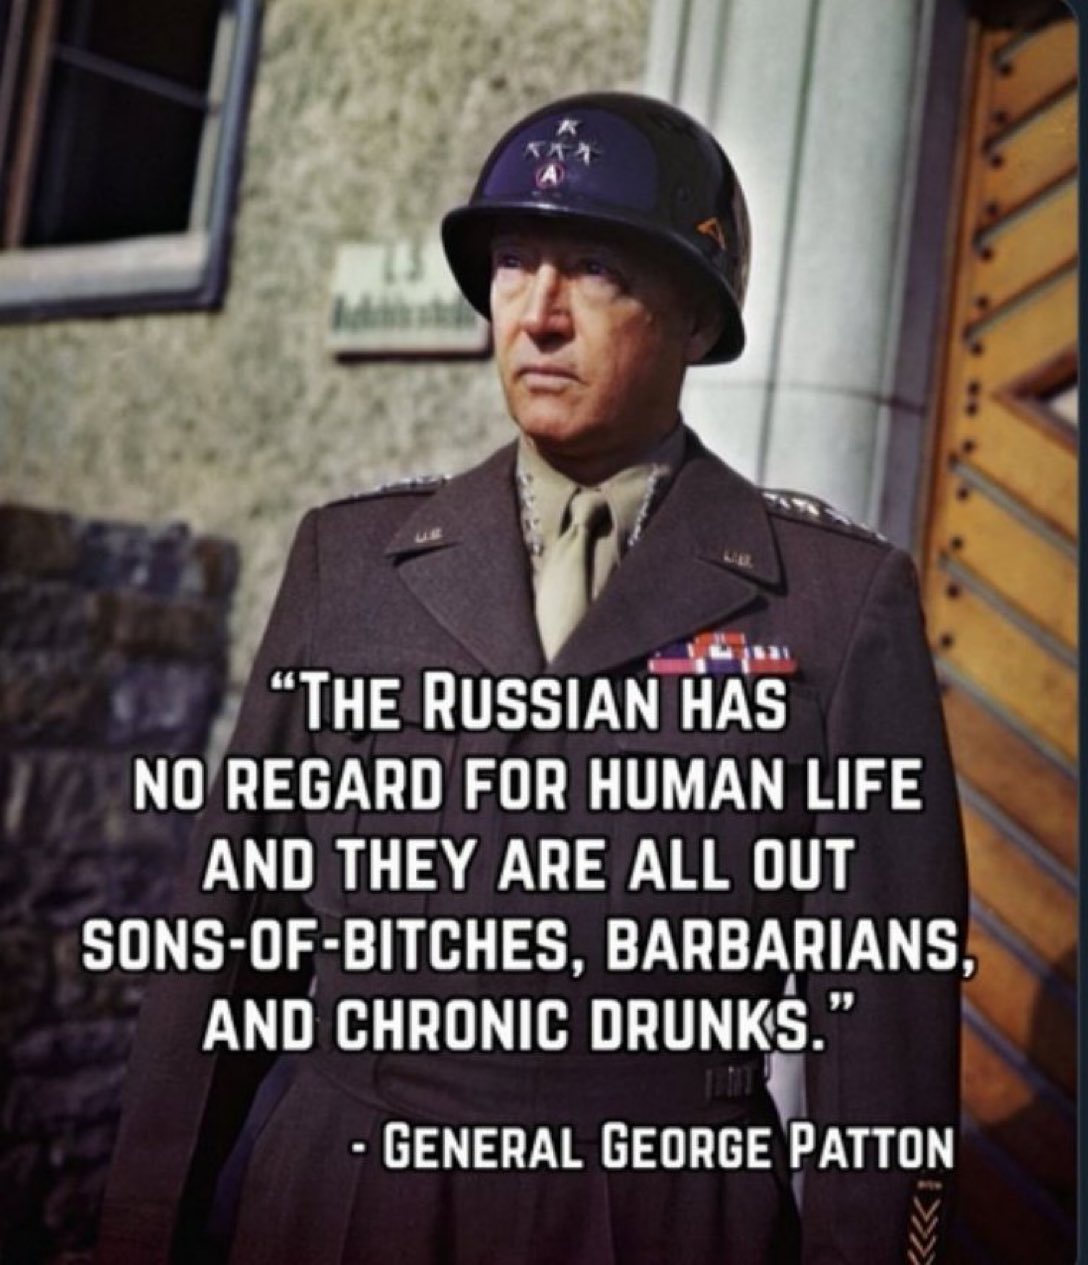 A
U.S.
U.S.
“THE RUSSIAN HAS
NO REGARD FOR HUMAN LIFE
AND THEY ARE ALL OUT
SONS-OF-BITCHES, BARBARIANS,
AND CHRONIC DRUNKS.”
- GENERAL GEORGE PATTON